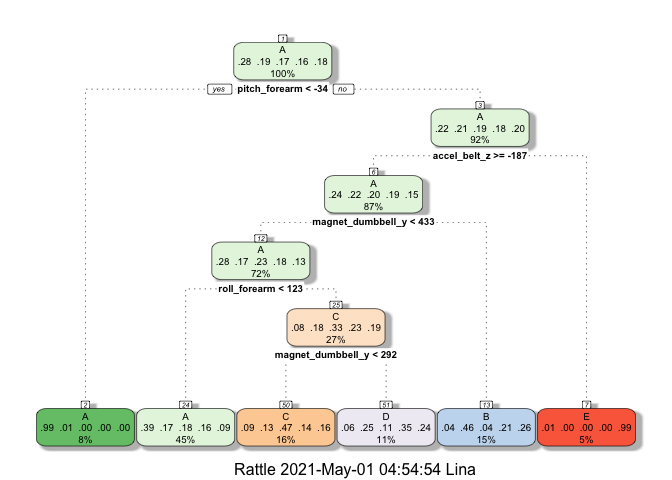 1
A
.28 .19 .17 .16 .18
100%
yes pitch_forearm < -34 no
3
A
.22 .21 .19 .18 .20
92%
accel_belt_z >= -187
6
A
.24 .22 .20 .19 .15
87%
magnet_dumbbell_y < 433
12
A
.28 .17 .23 .18 .13
72%
roll_forearm < 123
25
C
.08 .18 .33 .23 .19
27%
magnet_dumbbell_y < 292
2
A
.99 .01 .00 .00 .00
8%
24
A
.39 .17 .18 .16 .09
45%
50
C
.09 .13 .47 .14 .16
16%
51
D
.06 .25 .11 .35 .24
11%
13
B
.04 .46 .04 .21 .26
15%
7
E
.01 .00 .00 .00 .99
5%
Rattle 2021-May-01 04:54:54 Lina